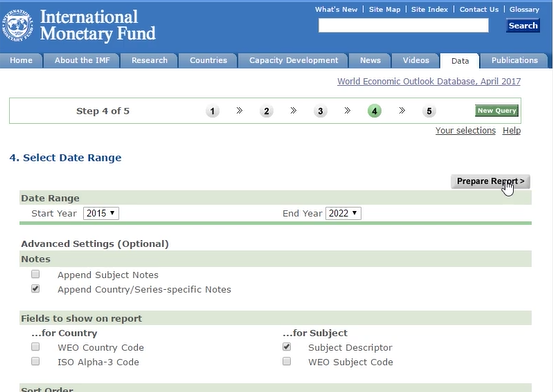 What's New | Site Map | Site Index | Contact Us | Glossary
International
Monetary Fund
Search
Home About the IMF Research Countries Capacity Development News Videos Data Publications
World Economic Outlook Database, April 2017
Step 4 of 5 1 » 2 » 3 » 4 » 5 New Query
Your selections Help
4. Select Date Range
Prepare Report >
Date Range
Start Year 2015 End Year 2022
Advanced Settings (Optional)
Notes
Append Subject Notes
Append Country/Series-specific Notes
Fields to show on report
...for Country ...for Subject
WEO Country Code Subject Descriptor
ISO Alpha-3 Code WEO Subject Code
Sort Order